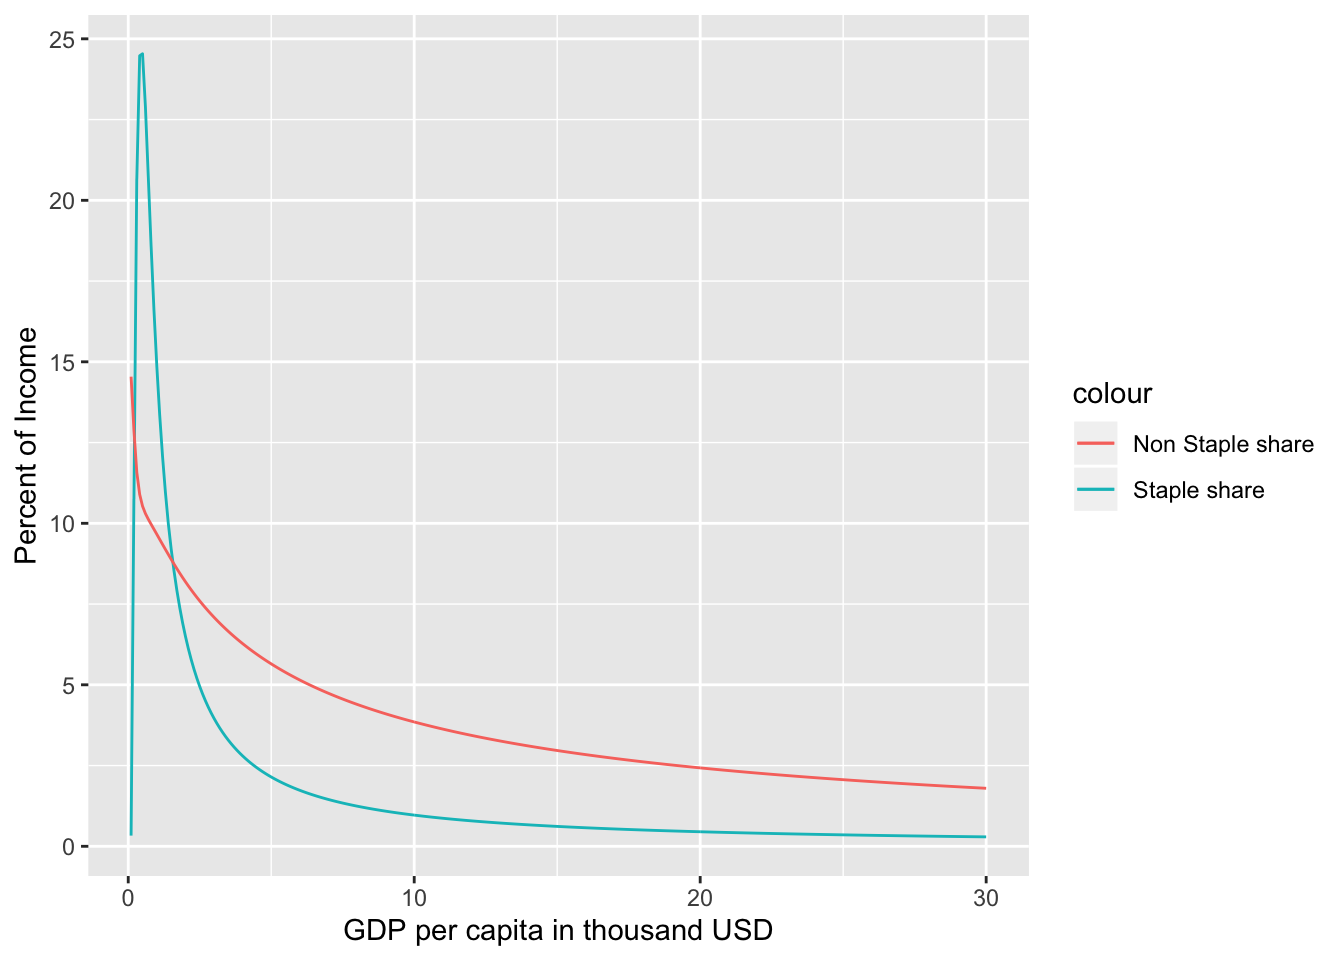 25
20
15
10
5
0
Percent of Income
0 10 20 30
GDP per capita in thousand USD
colour
Non Staple share
Staple share